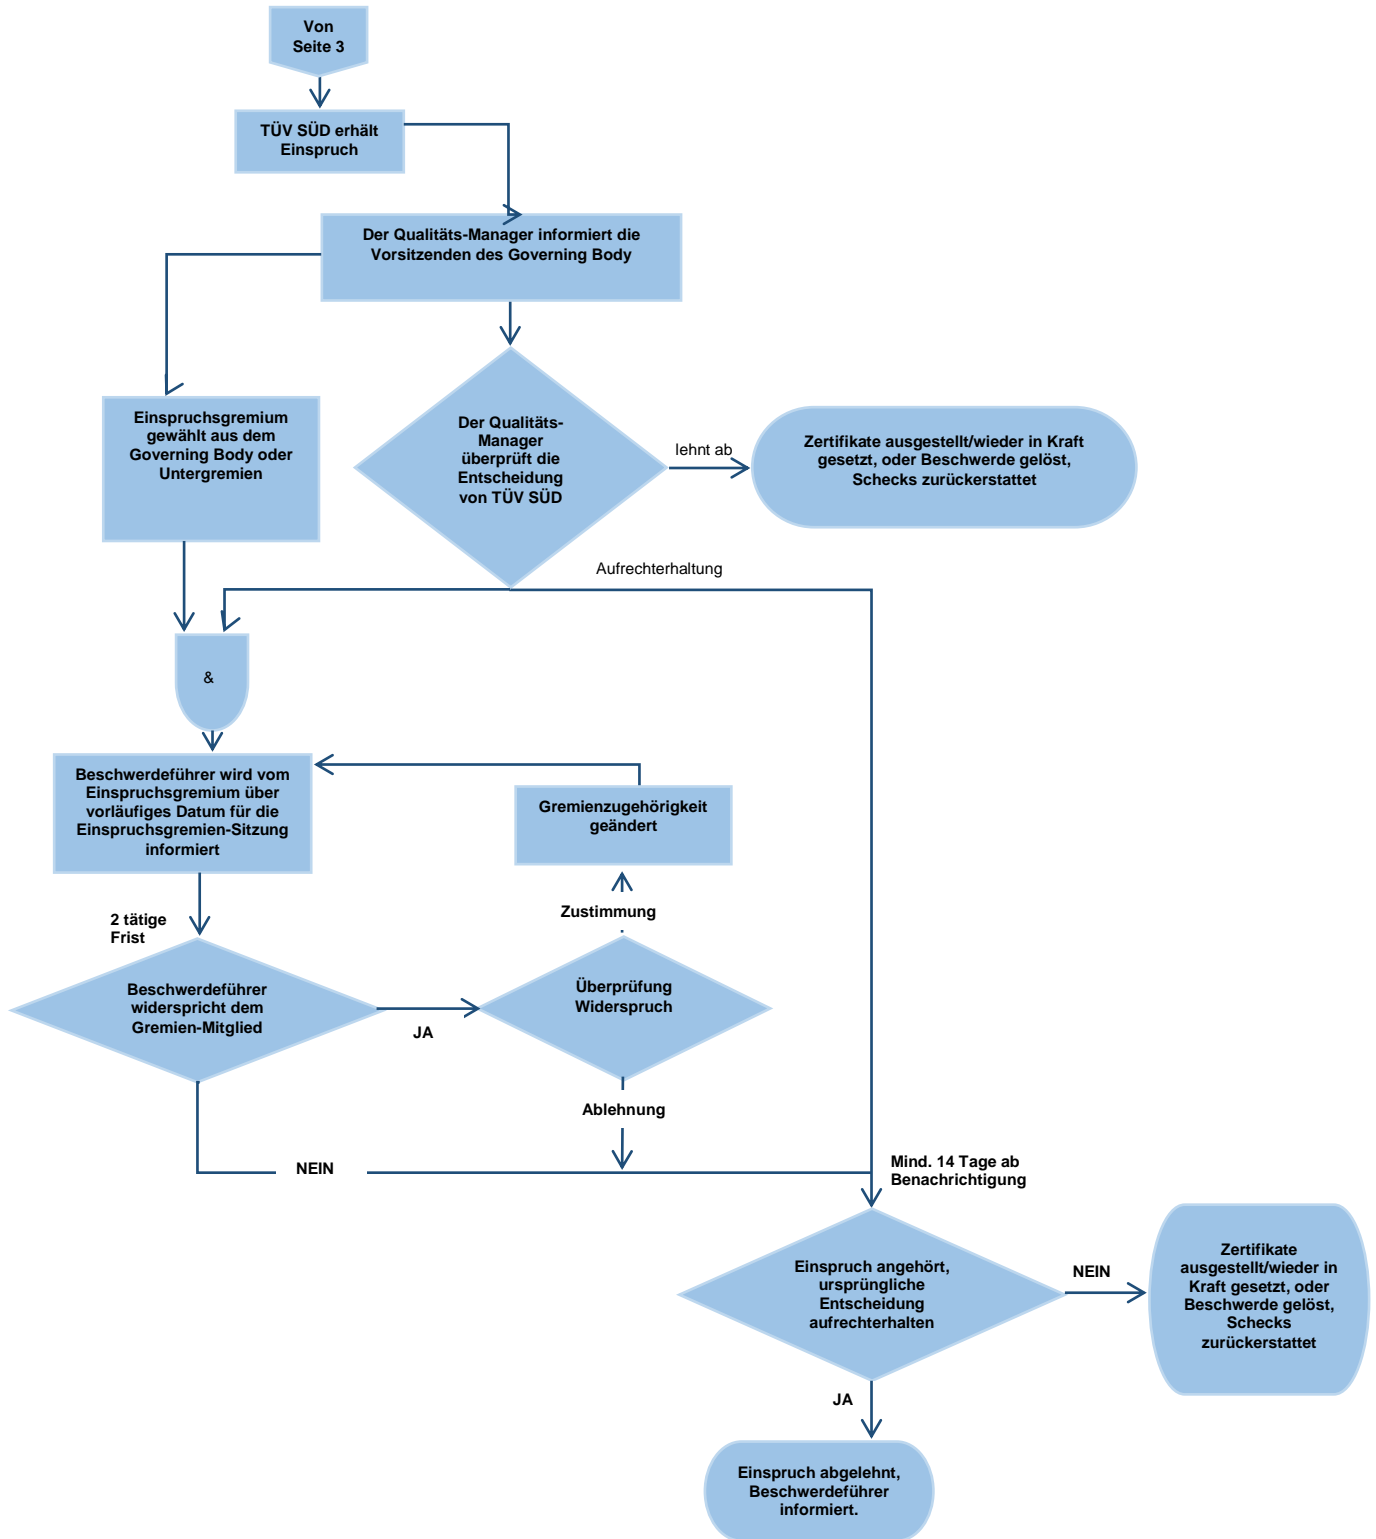 Von
Seite 3
TÜV SÜD erhält
Einspruch
Der Qualitäts-Manager informiert die
Vorsitzenden des Governing Body
Einspruchsgremium
gewählt aus dem
Governing Body oder
Untergremien
Der Qualitäts-
Manager
überprüft die
Entscheidung
von TÜV SÜD
lehnt ab
Zertifikate ausgestellt/wieder in Kraft
gesetzt, oder Beschwerde gelöst,
Schecks zurückerstattet
Aufrechterhaltung
&
Beschwerdeführer wird vom
Einspruchsgremium über
vorläufiges Datum für die
Einspruchsgremien-Sitzung
informiert
Gremienzugehörigkeit
geändert
Zustimmung
2 tätige
Frist
Beschwerdeführer
widerspricht dem
Gremien-Mitglied
JA
Überprüfung
Widerspruch
Ablehnung
NEIN
Mind. 14 Tage ab
Benachrichtigung
Einspruch angehört,
ursprüngliche
Entscheidung
aufrechterhalten
NEIN
Zertifikate
ausgestellt/wieder in
Kraft gesetzt, oder
Beschwerde gelöst,
Schecks
zurückerstattet
JA
Einspruch abgelehnt,
Beschwerdeführer
informiert.